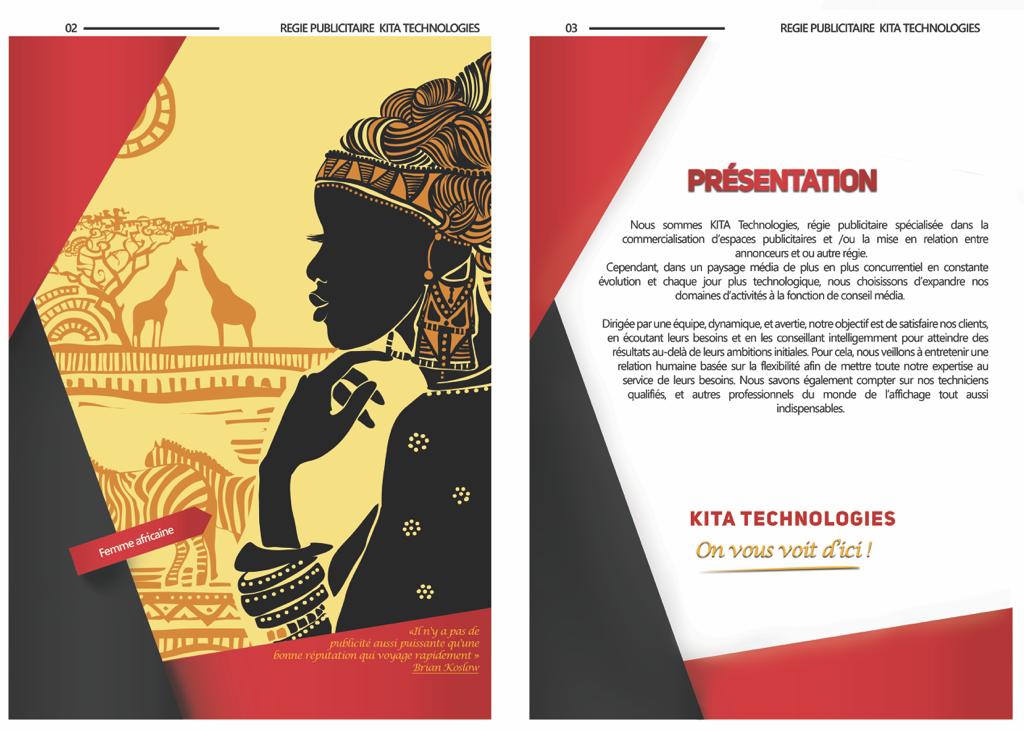 02
REGIE PUBLICITAIRE KITA TECHNOLOGIES
Femme africaine
«Il n'y a pas de
publicité aussi puissante qu'une
bonne réputation qui voyage rapidement »
Brian Koslow
03
REGIE PUBLICITAIRE KITA TECHNOLOGIES
PRÉSENTATION
Nous sommes KITA Technologies, régie publicitaire spécialisée dans la
commercialisation d'espaces publicitaires et /ou la mise en relation entre
annonceurs et ou autre régie.
Cependant, dans un paysage média de plus en plus concurrentiel en constante
évolution et chaque jour plus technologique, nous choisissons d'expandre nos
domaines d'activités à la fonction de conseil média.
Dirigée par une équipe, dynamique, et avertie, notre objectif est de satisfaire nos clients,
en écoutant leurs besoins et en les conseillant intelligemment pour atteindre des
résultats au-delà de leurs ambitions initiales. Pour cela, nous veillons à entretenir une
relation humaine basée sur la flexibilité afin de mettre toute notre expertise au
service de leurs besoins. Nous savons également compter sur nos techniciens
qualifiés, et autres professionnels du monde de l'affichage tout aussi
indispensables.
KITA TECHNOLOGIES
On vous voit d'ici !